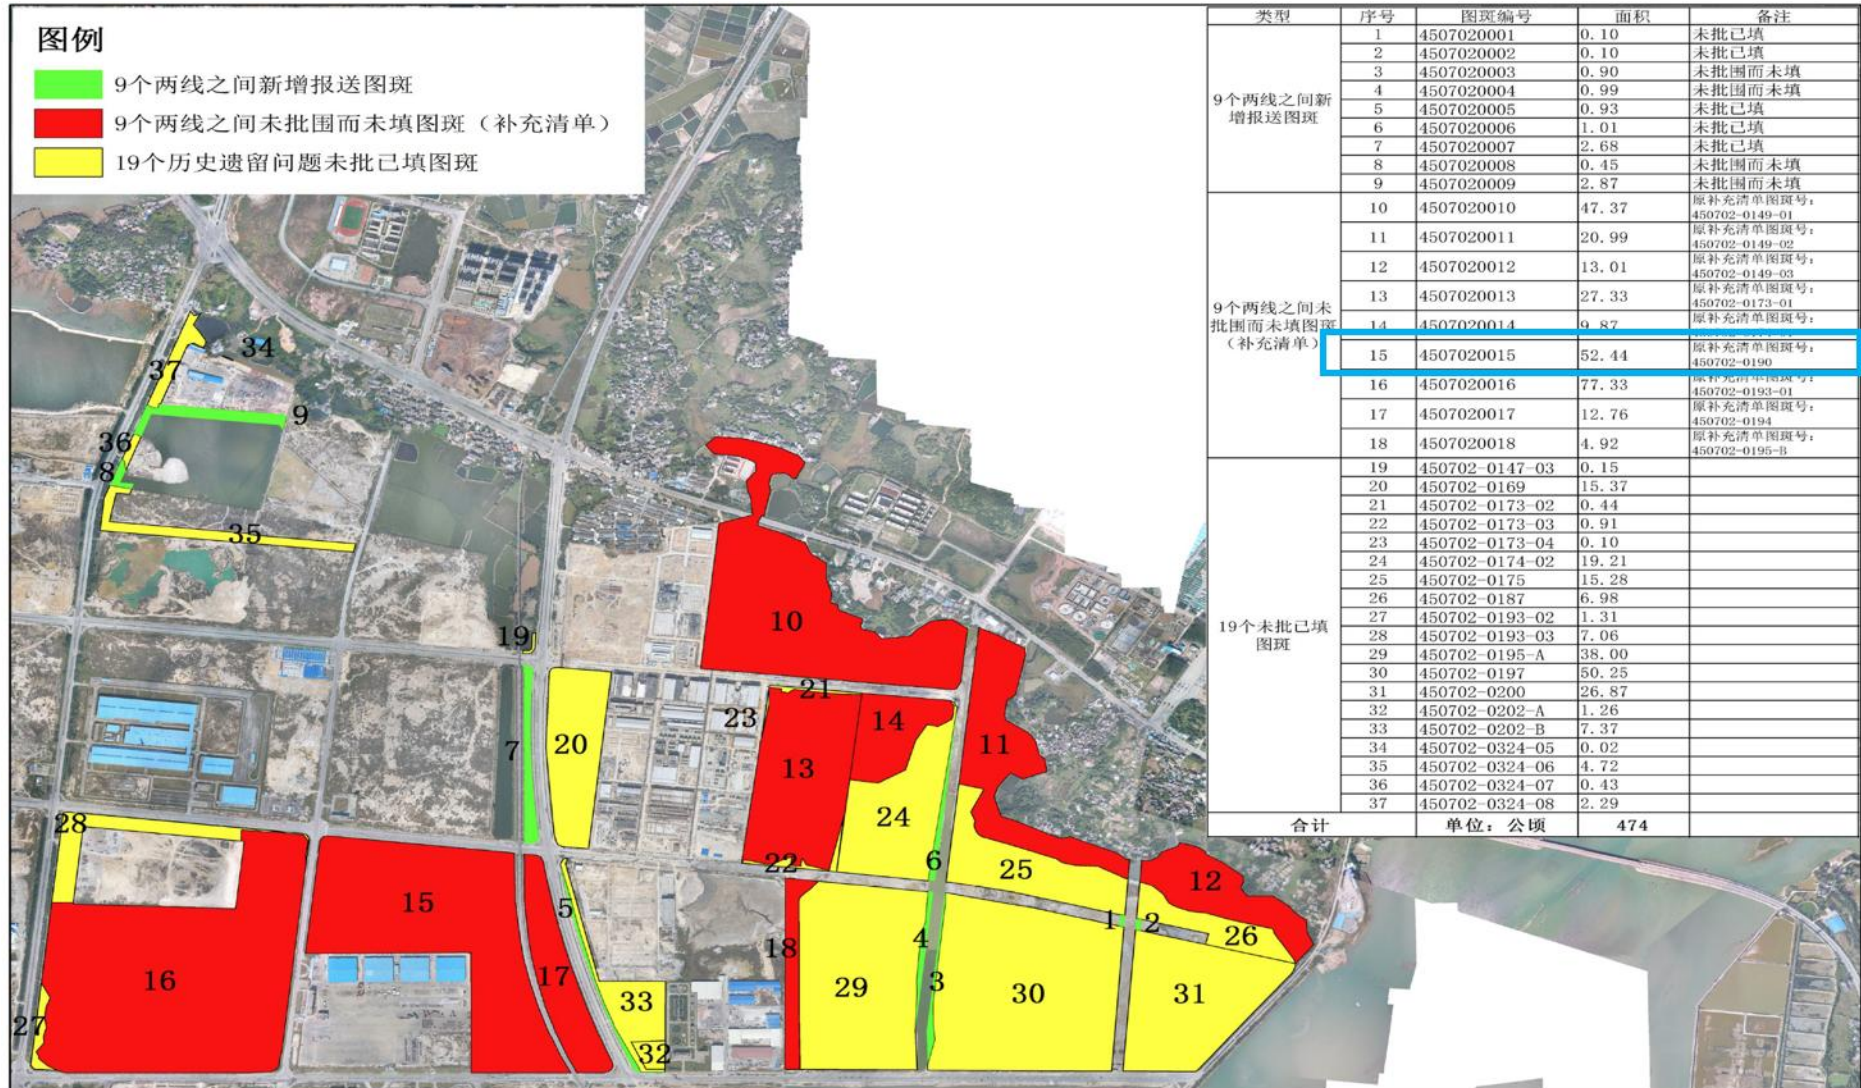 图例
9个两线之间新增报送图斑
9个两线之间未批围而未填图斑（补充清单）
19个历史遗留问题未批已填图斑
类型 序号 图斑编号 面积 备注
9个两线之间新增报送图斑
1 4507020001 0.10 未批已填
2 4507020002 0.10 未批已填
3 4507020003 0.90 未批围而未填
4 4507020004 0.99 未批围而未填
5 4507020005 0.93 未批已填
6 4507020006 1.01 未批已填
7 4507020007 2.68 未批已填
8 4507020008 0.45 未批围而未填
9 4507020009 2.87 未批围而未填
9个两线之间未批围而未填图斑（补充清单）
10 4507020010 47.37 原补充清单图斑号：450702-0149-01
11 4507020011 20.99 原补充清单图斑号：450702-0149-02
12 4507020012 13.01 原补充清单图斑号：450702-0149-03
13 4507020013 27.33 原补充清单图斑号：450702-0173-01
14 4507020014 9.87 原补充清单图斑号：
15 4507020015 52.44 原补充清单图斑号：450702-0190
16 4507020016 77.33 原补充清单图斑号：450702-0193-01
17 4507020017 12.76 原补充清单图斑号：450702-0194
18 4507020018 4.92 原补充清单图斑号：450702-0195-B
19个未批已填图斑
19 450702-0147-03 0.15
20 450702-0169 15.37
21 450702-0173-02 0.44
22 450702-0173-03 0.91
23 450702-0173-04 0.10
24 450702-0174-02 19.21
25 450702-0175 15.28
26 450702-0187 6.98
27 450702-0193-02 1.31
28 450702-0193-03 7.06
29 450702-0195-A 38.00
30 450702-0197 50.25
31 450702-0200 26.87
32 450702-0202-A 1.26
33 450702-0202-B 7.37
34 450702-0324-05 0.02
35 450702-0324-06 4.72
36 450702-0324-07 0.43
37 450702-0324-08 2.29
合计 单位：公顷 474
34
37
9
36
8
35
19
10
21
23
14
7
20
13
11
24
28
22
6
25
12
15
5
1
2
18
4
26
16
17
29
3
30
31
33
27
32